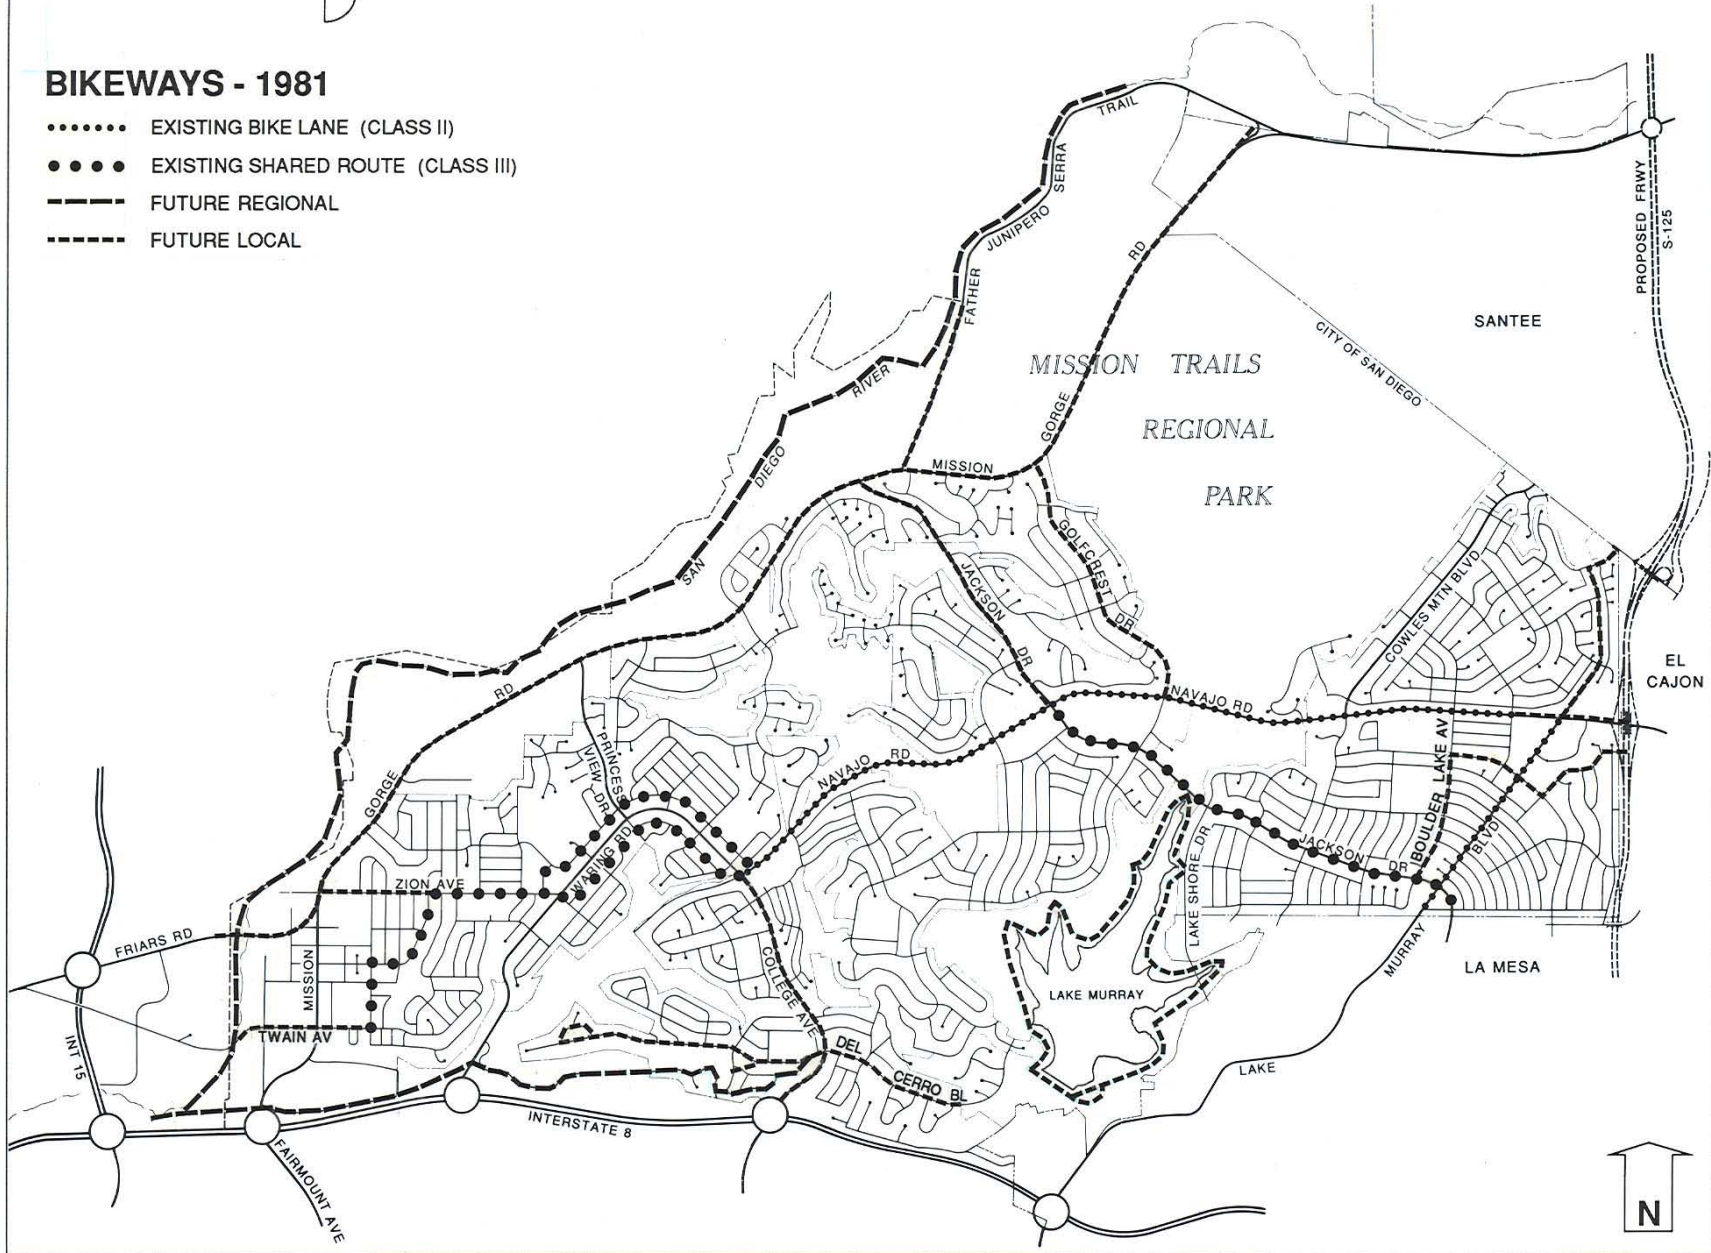 BIKEWAYS - 1981
EXISTING BIKE LANE (CLASS II)
EXISTING SHARED ROUTE (CLASS III)
FUTURE REGIONAL
FUTURE LOCAL
TRAIL
SERRA
JUNIPERO
FATHER
RD
PROPOSED FRWY
S-125
SANTEE
CITY OF SAN DIEGO
MISSION TRAILS
REGIONAL
PARK
RIVER
DIEGO
SAN
GORGE
MISSION
GOLFCREST
DR
JACKSON
DR
COWLES MTN BLVD
EL
CAJON
NAVAJO RD
RD
PRINCESS
VIEW DR
NAVAJO RD
GORGE
BOULDER LAKE AV
BLVD
WARING RD
JACKSON DR
ZION AVE
LAKE SHORE DR
FRIARS RD
MISSION
COLLEGE AVE
MURRAY
LA MESA
LAKE MURRAY
TWAIN AV
INT 15
DEL
CERRO BL
LAKE
INTERSTATE 8
FAIRMOUNT AVE
N